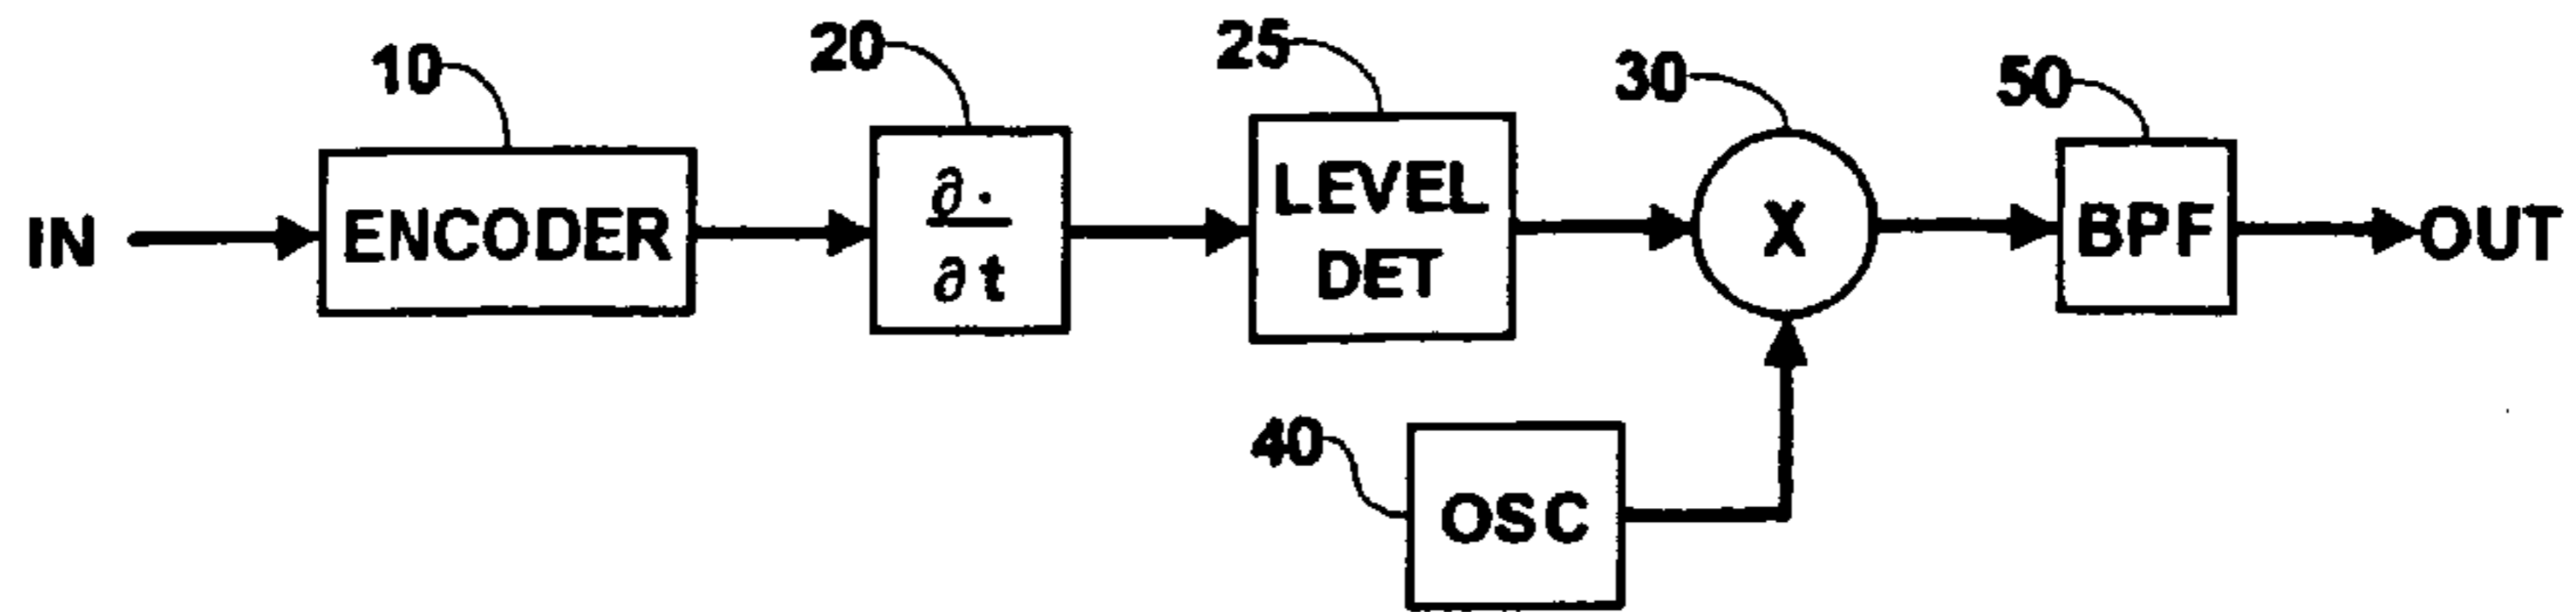 10
20
25
30
50
IN
ENCODER
∂·
∂t
LEVEL
DET
X
BPF
OUT
40
OSC